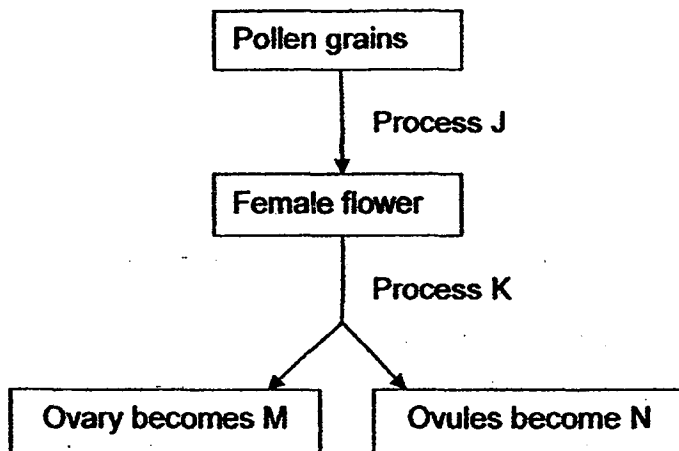 Pollen grains
Process J
Female flower
Process K
Ovary becomes M
Ovules become N